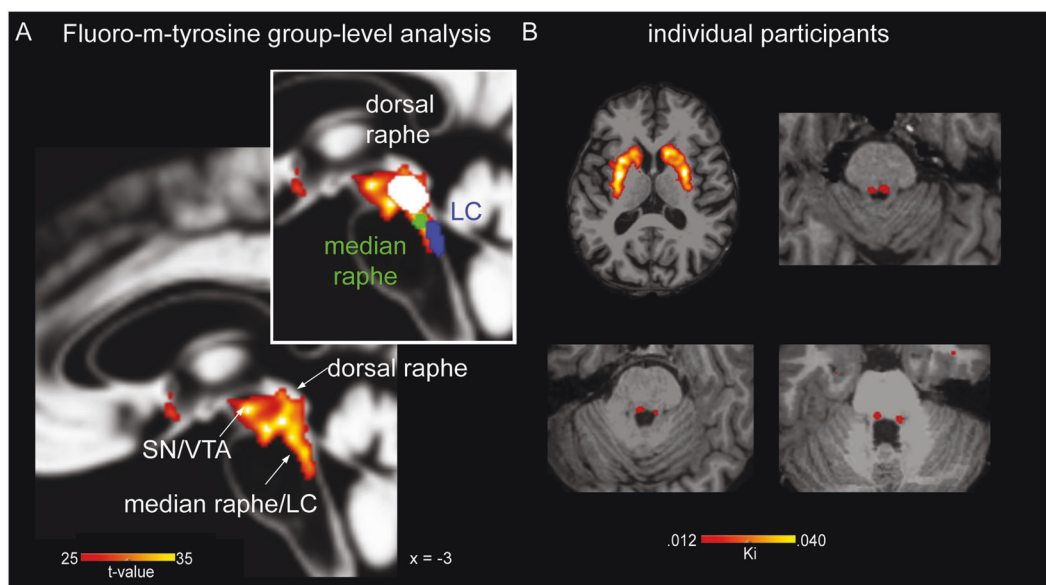 A
Fluoro-m-tyrosine group-level analysis
dorsal
raphe
LC
median
raphe
dorsal raphe
SN/VTA
median raphe/LC
25
35
t-value
x = -3
B
individual participants
.012
.040
Ki